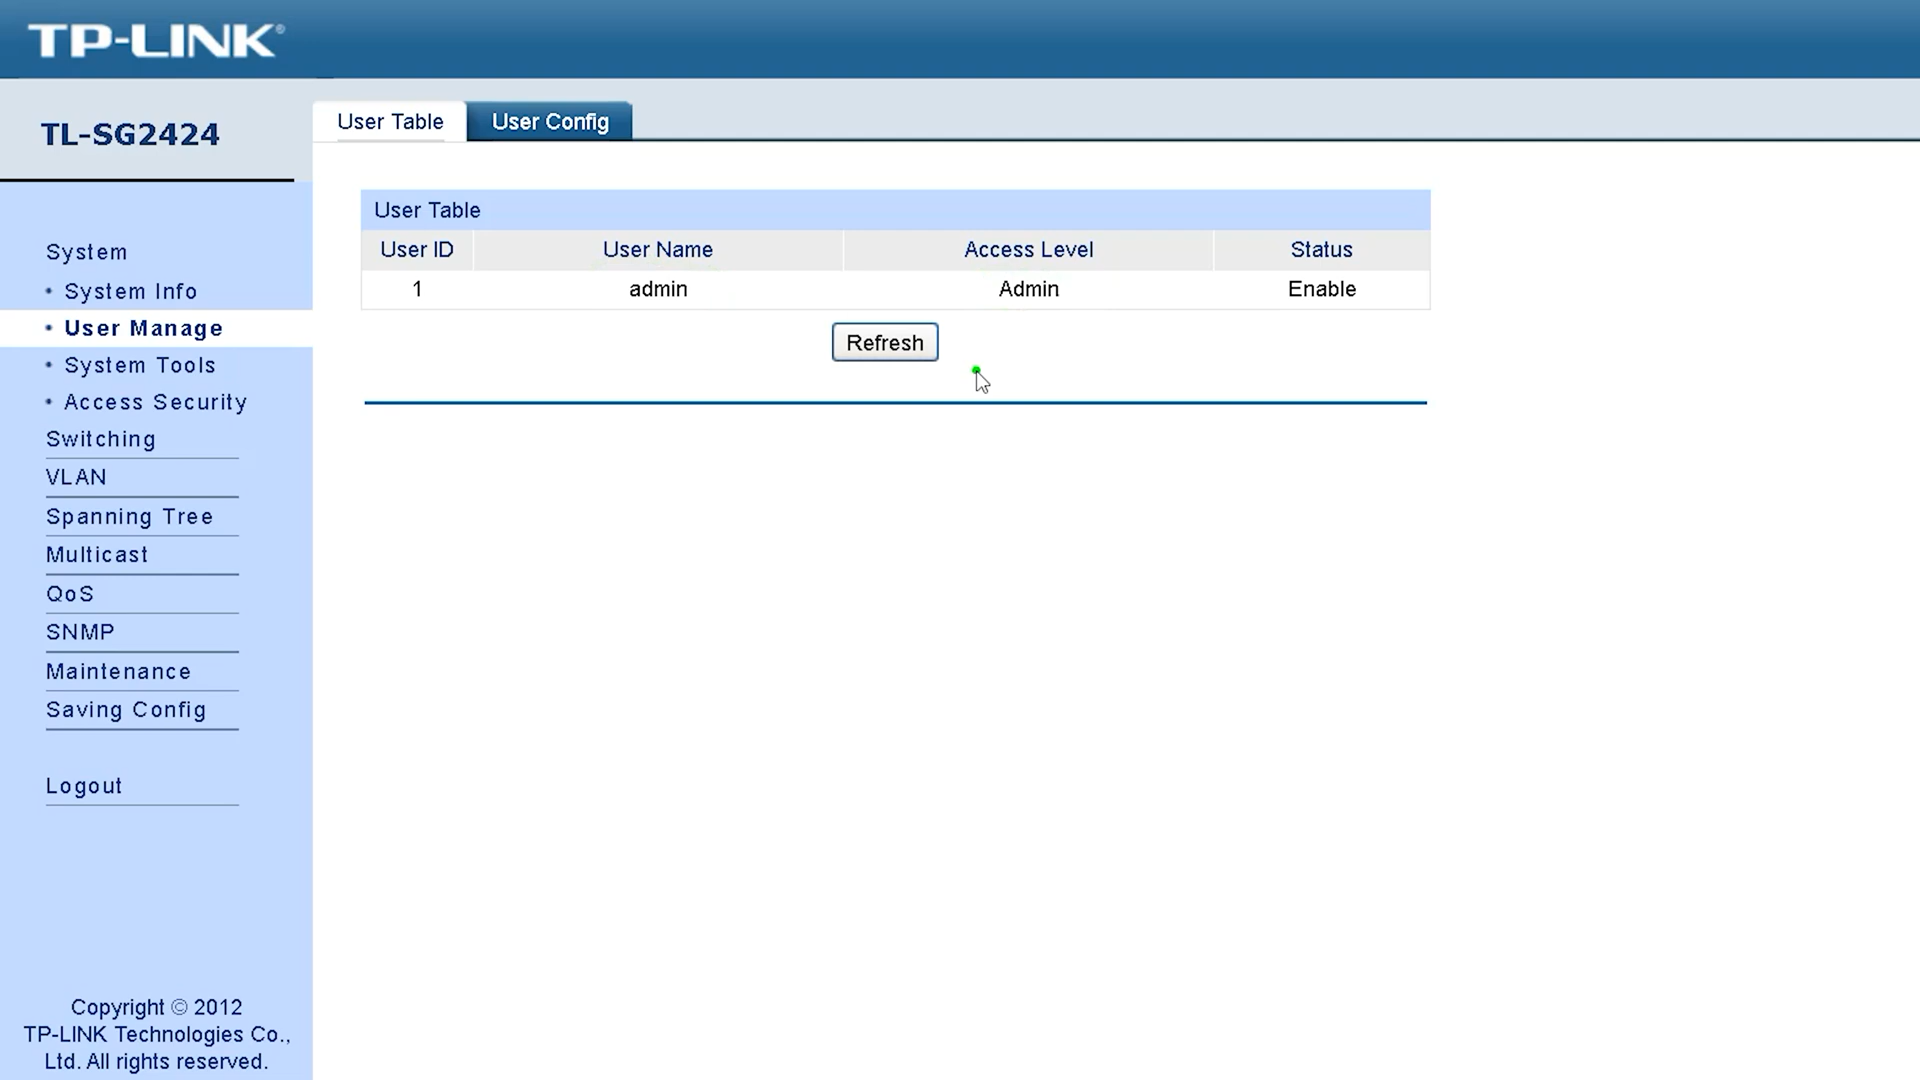 TP-LINK®
TL-SG2424
User Table
User Config
System
• System Info
• User Manage
• System Tools
• Access Security
Switching
VLAN
Spanning Tree
Multicast
QoS
SNMP
Maintenance
Saving Config
Logout
Copyright © 2012
TP-LINK Technologies Co.,
Ltd. All rights reserved.
User Table
User ID User Name Access Level Status
1 admin Admin Enable
Refresh